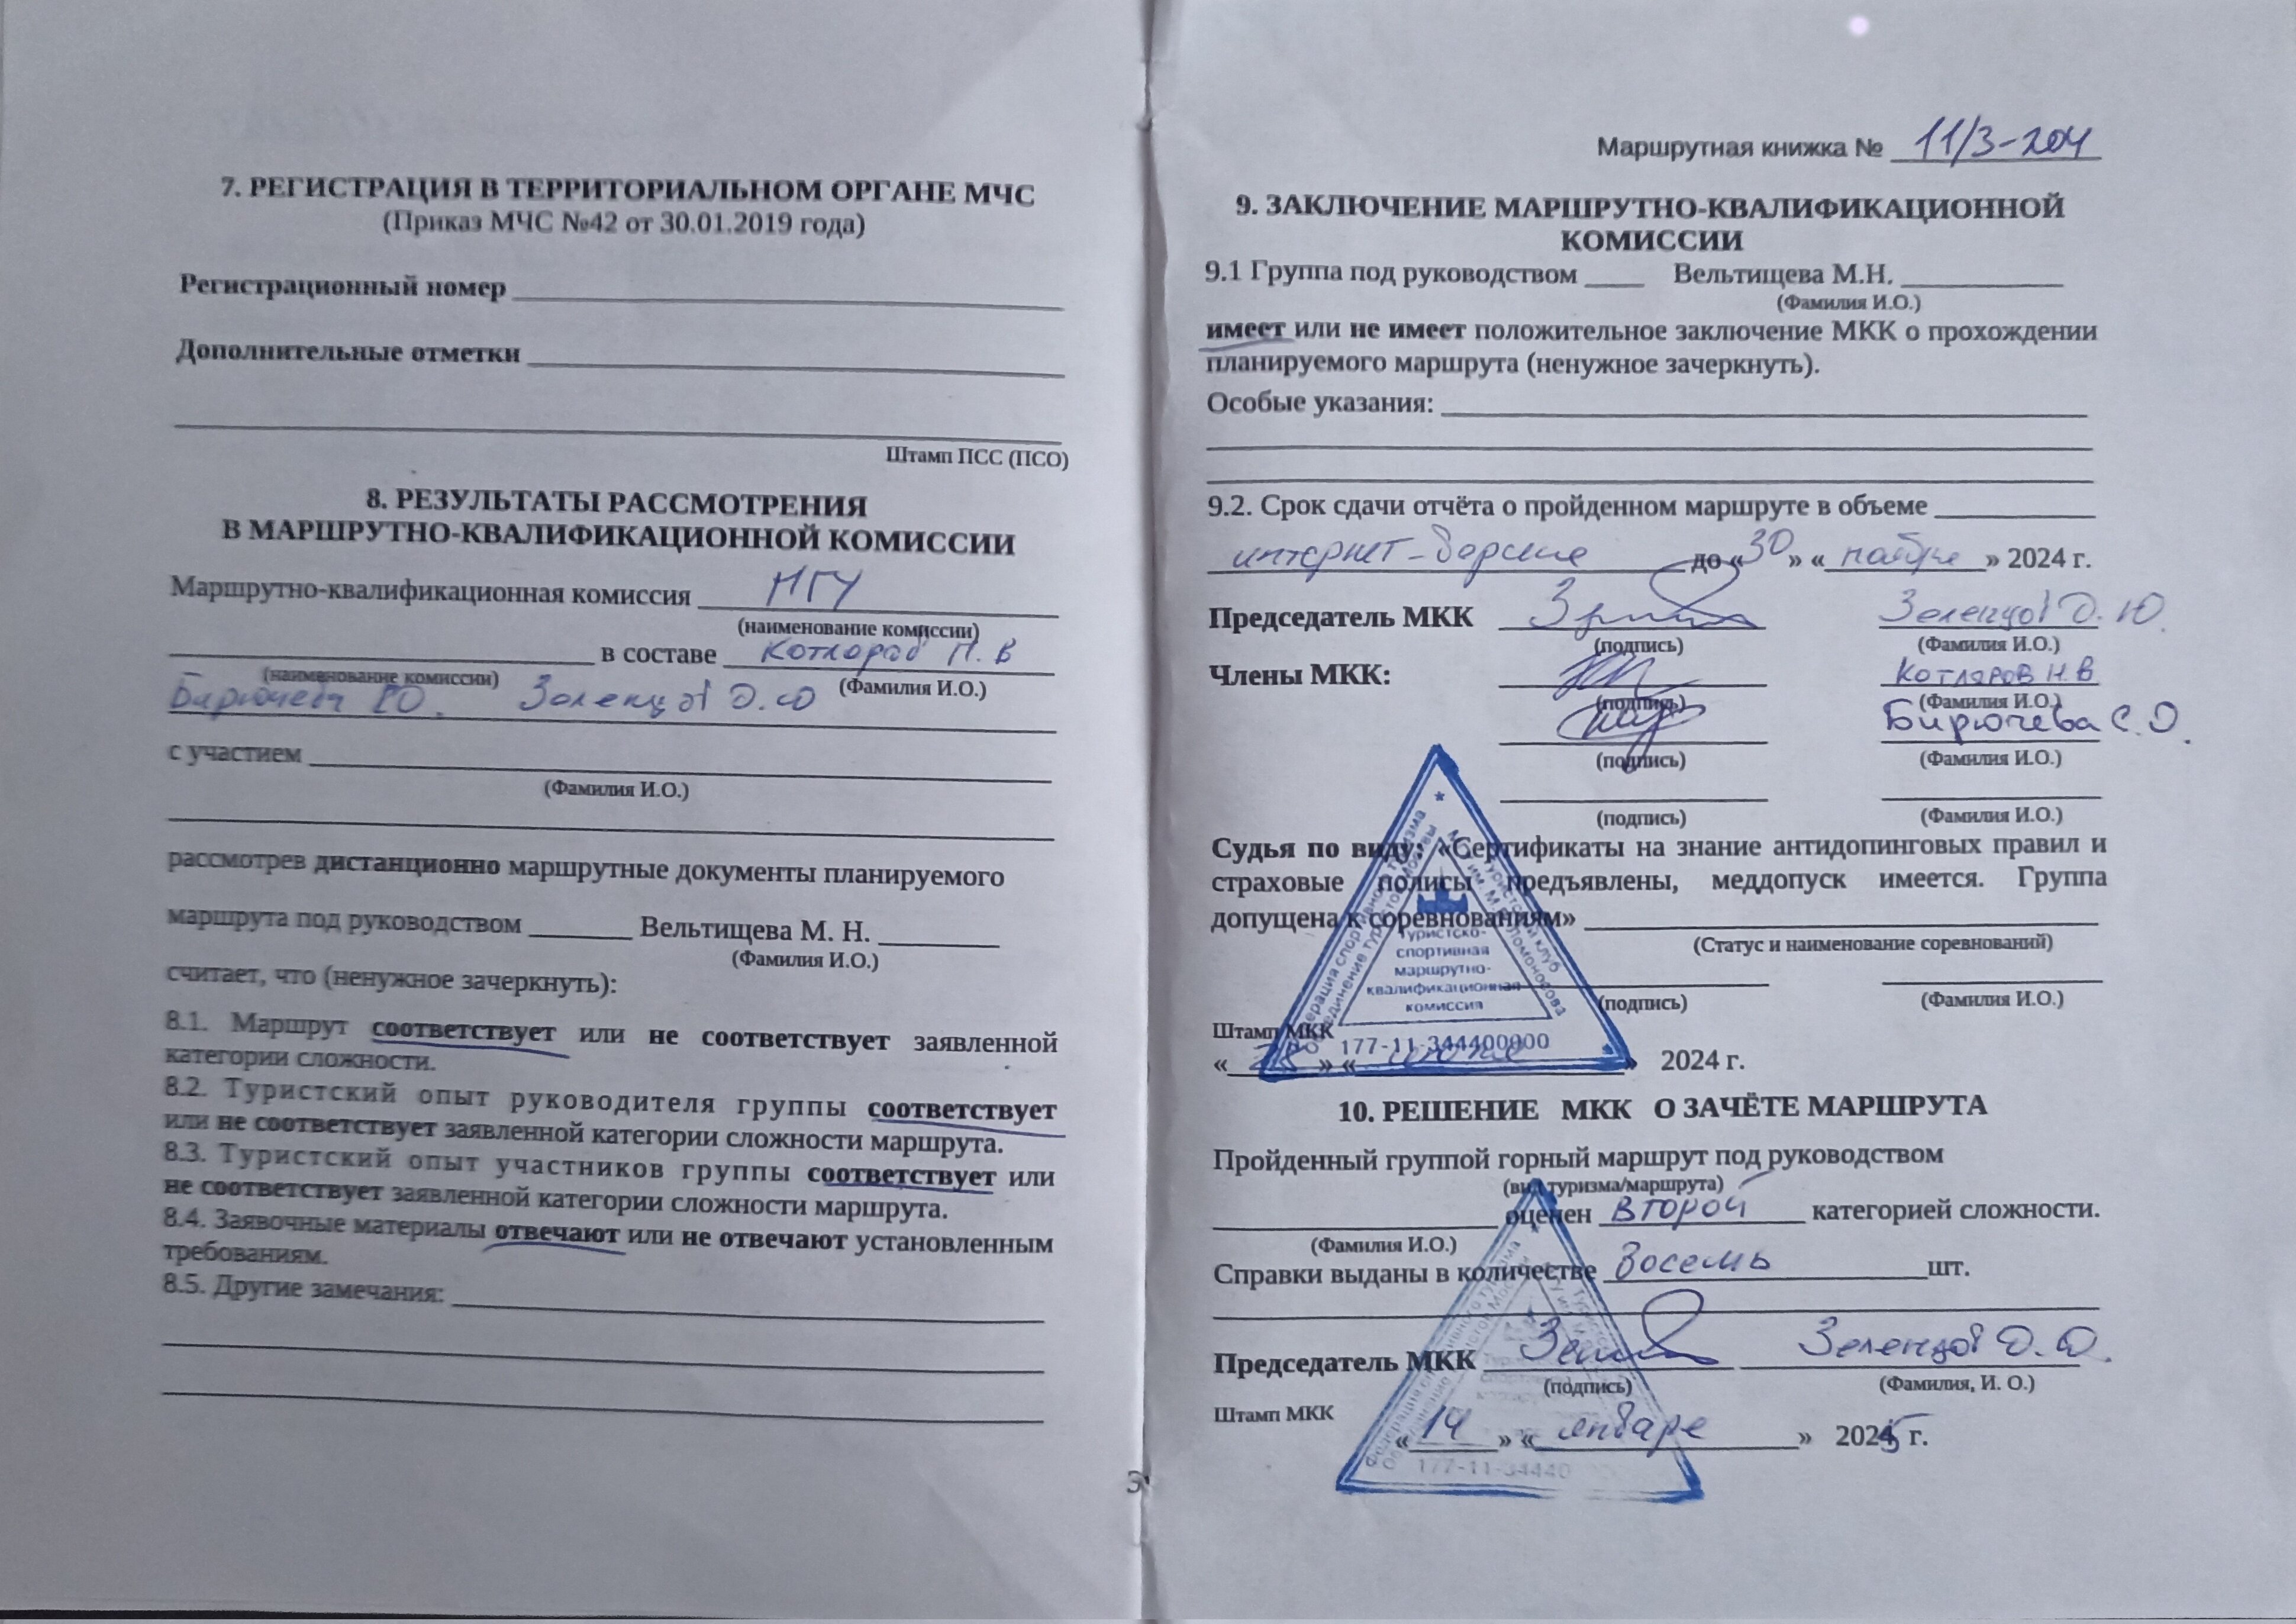 7. РЕГИСТРАЦИЯ В ТЕРРИТОРИАЛЬНОМ ОРГАНЕ МЧС
(Приказ МЧС №42 от 30.01.2019 года)
Регистрационный номер
Дополнительные отметки
Штамп ПСС (ПСО)
8. РЕЗУЛЬТАТЫ РАССМОТРЕНИЯ
В МАРШРУТНО-КВАЛИФИКАЦИОННОЙ КОМИССИИ
Маршрутно-квалификационная комиссия МГУ
(наименование комиссии)
в составе Котляров Н. В
(наименование комиссии) (Фамилия И.О.)
Бирючева Зеленцов Д.Ю
с участием
(Фамилия И.О.)
рассмотрев дистанционно маршрутные документы планируемого
маршрута под руководством Вельтищева М. Н.
(Фамилия И.О.)
считает, что (ненужное зачеркнуть):
8.1. Маршрут соответствует или не соответствует заявленной
категории сложности.
8.2. Туристский опыт руководителя группы соответствует
или не соответствует заявленной категории сложности маршрута.
8.3. Туристский опыт участников группы соответствует или
не соответствует заявленной категории сложности маршрута.
8.4. Заявочные материалы отвечают или не отвечают установленным
требованиям.
8.5. Другие замечания:
Маршрутная книжка № 11/3-204
9. ЗАКЛЮЧЕНИЕ МАРШРУТНО-КВАЛИФИКАЦИОННОЙ
КОМИССИИ
9.1 Группа под руководством Вельтищева М.Н.
(Фамилия И.О.)
имеет или не имеет положительное заключение МКК о прохождении
планируемого маршрута (ненужное зачеркнуть).
Особые указания:
9.2. Срок сдачи отчёта о пройденном маршруте в объеме
интернет-версия до «30» «ноября» 2024 г.
Председатель МКК Зеленцов Д. Ю.
(подпись) (Фамилия И.О.)
Члены МКК: Котляров Н.В
(подпись) (Фамилия И.О.)
Бирючева С.О.
(подпись) (Фамилия И.О.)
(подпись) (Фамилия И.О.)
Судья по виду: «Сертификаты на знание антидопинговых правил и
страховые полисы предъявлены, меддопуск имеется. Группа
допущена к соревнованиям»
(Статус и наименование соревнований)
(подпись) (Фамилия И.О.)
Туристско-
спортивная
маршрутно-
квалификационная
комиссия
177-11-344400900
Штамп МКК
« » « » 2024 г.
10. РЕШЕНИЕ МКК О ЗАЧЁТЕ МАРШРУТА
Пройденный группой горный маршрут под руководством
(вид туризма/маршрута)
оценен второй категорией сложности.
(Фамилия И.О.)
Справки выданы в количестве восемь шт.
Председатель МКК Зеленцов Д. Ю.
(подпись) (Фамилия, И. О.)
Штамп МКК
«14» «января» 2025 г.
177-11-34440
3